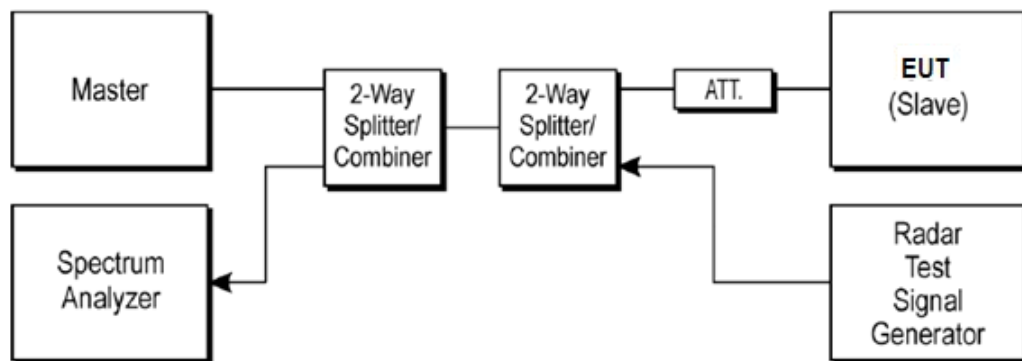 Master
2-Way
Splitter/
Combiner
2-Way
Splitter/
Combiner
ATT.
EUT
(Slave)
Spectrum
Analyzer
Radar
Test
Signal
Generator